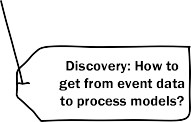 Discovery: How to
get from event data
to process models?